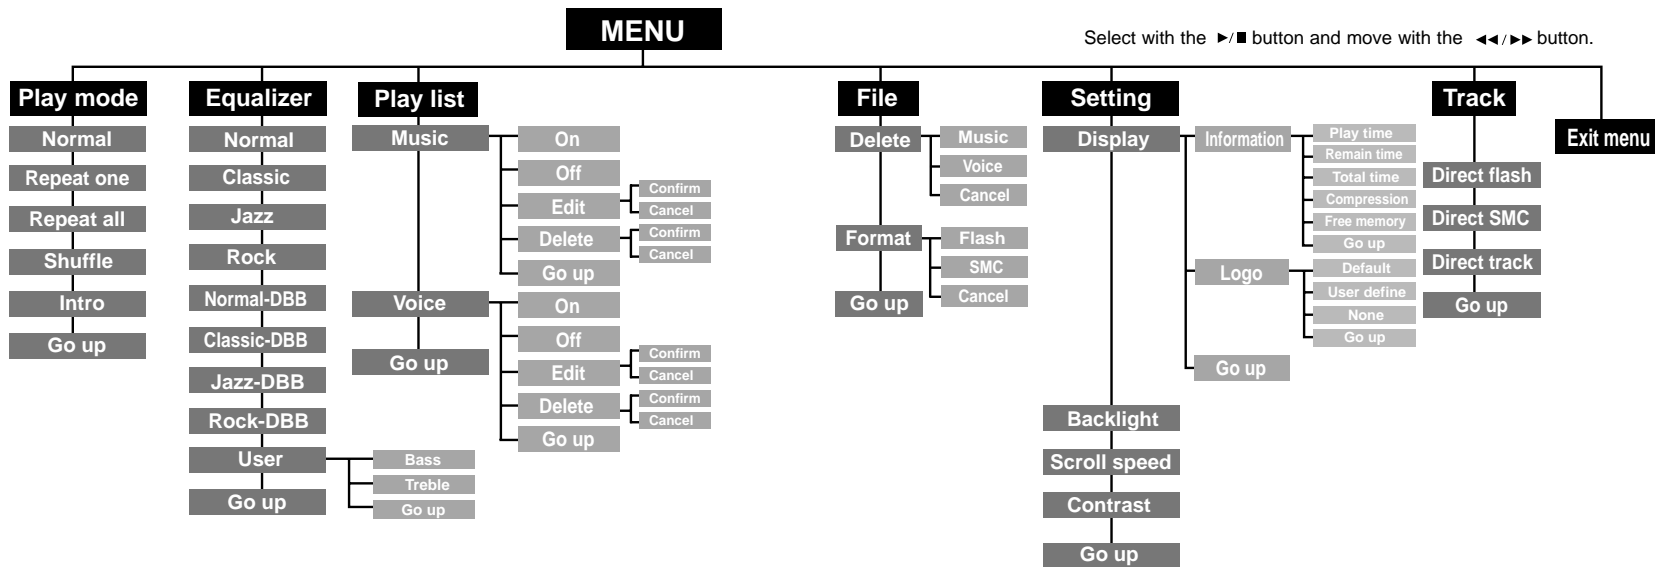 MENU
Select with the ►/■ button and move with the ◄◄/►► button.
Play mode
Normal
Repeat one
Repeat all
Shuffle
Intro
Go up
Equalizer
Normal
Classic
Jazz
Rock
Normal-DBB
Classic-DBB
Jazz-DBB
Rock-DBB
User
Bass
Treble
Go up
Go up
Play list
Music
On
Off
Edit
Confirm
Cancel
Delete
Confirm
Cancel
Go up
Voice
On
Off
Edit
Confirm
Cancel
Delete
Confirm
Cancel
Go up
Go up
File
Delete
Music
Voice
Cancel
Format
Flash
SMC
Cancel
Go up
Setting
Display
Information
Play time
Remain time
Total time
Compression
Free memory
Go up
Logo
Default
User define
None
Go up
Go up
Backlight
Scroll speed
Contrast
Go up
Track
Direct flash
Direct SMC
Direct track
Go up
Exit menu